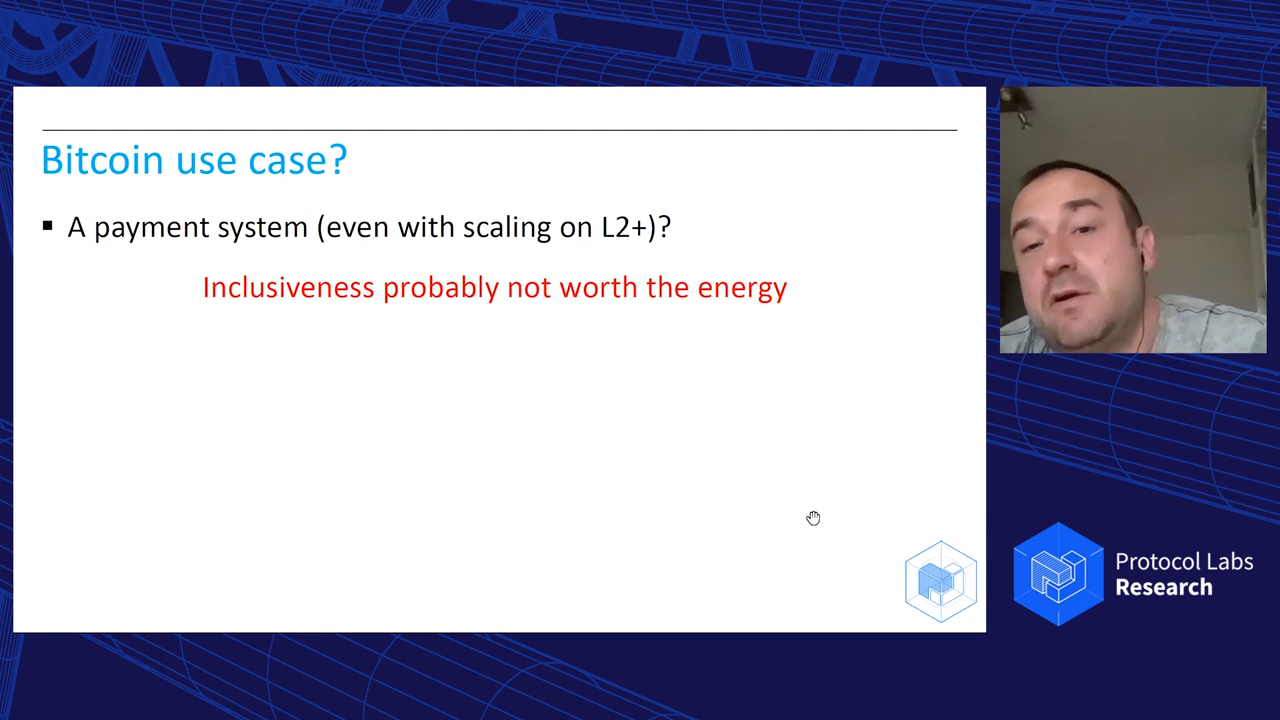 Bitcoin use case?
▪ A payment system (even with scaling on L2+)?
Inclusiveness probably not worth the energy
Protocol Labs
Research